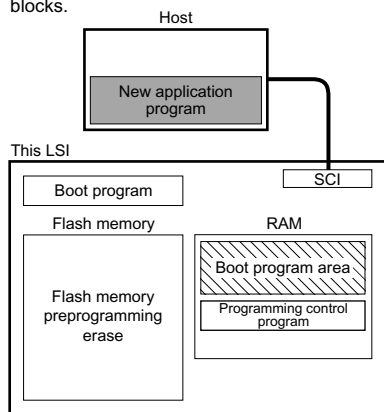 blocks.
Host
New application
program
This LSI
SCI
Boot program
Flash memory
RAM
Flash memory
preprogramming
erase
Boot program area
Programming control
program